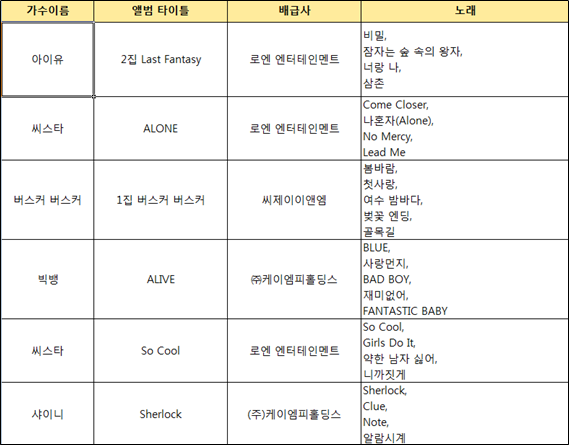 가수이름 앨범 타이틀 배급사 노래
아이유 2집 Last Fantasy 로엔 엔터테인먼트
비밀,
잠자는 숲 속의 왕자,
너랑 나,
삼촌
씨스타 ALONE 로엔 엔터테인먼트
Come Closer,
나혼자(Alone),
No Mercy,
Lead Me
버스커 버스커 1집 버스커 버스커 씨제이이앤엠
봄바람,
첫사랑,
여수 밤바다,
벚꽃 엔딩,
골목길
빅뱅 ALIVE ㈜케이엠피홀딩스
BLUE,
사랑먼지,
BAD BOY,
재미없어,
FANTASTIC BABY
씨스타 So Cool 로엔 엔터테인먼트
So Cool,
Girls Do It,
약한 남자 싫어,
니까짓게
샤이니 Sherlock (주)케이엠피홀딩스
Sherlock,
Clue,
Note,
알람시계